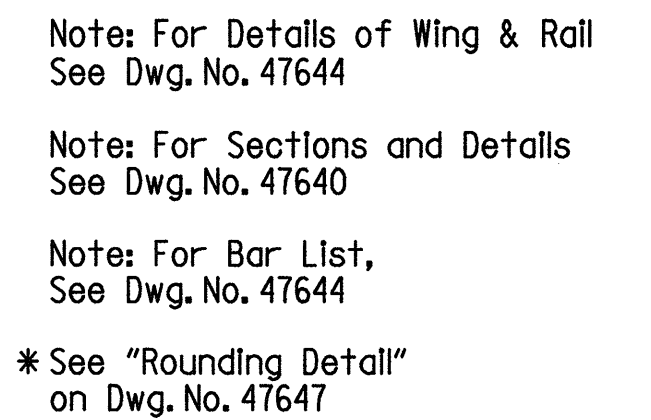 Note: For Details of Wing & Rail
See Dwg. No. 47644
Note: For Sections and Details
See Dwg. No. 47640
Note: For Bar List,
See Dwg. No. 47644
* See "Rounding Detail"
on Dwg. No. 47647